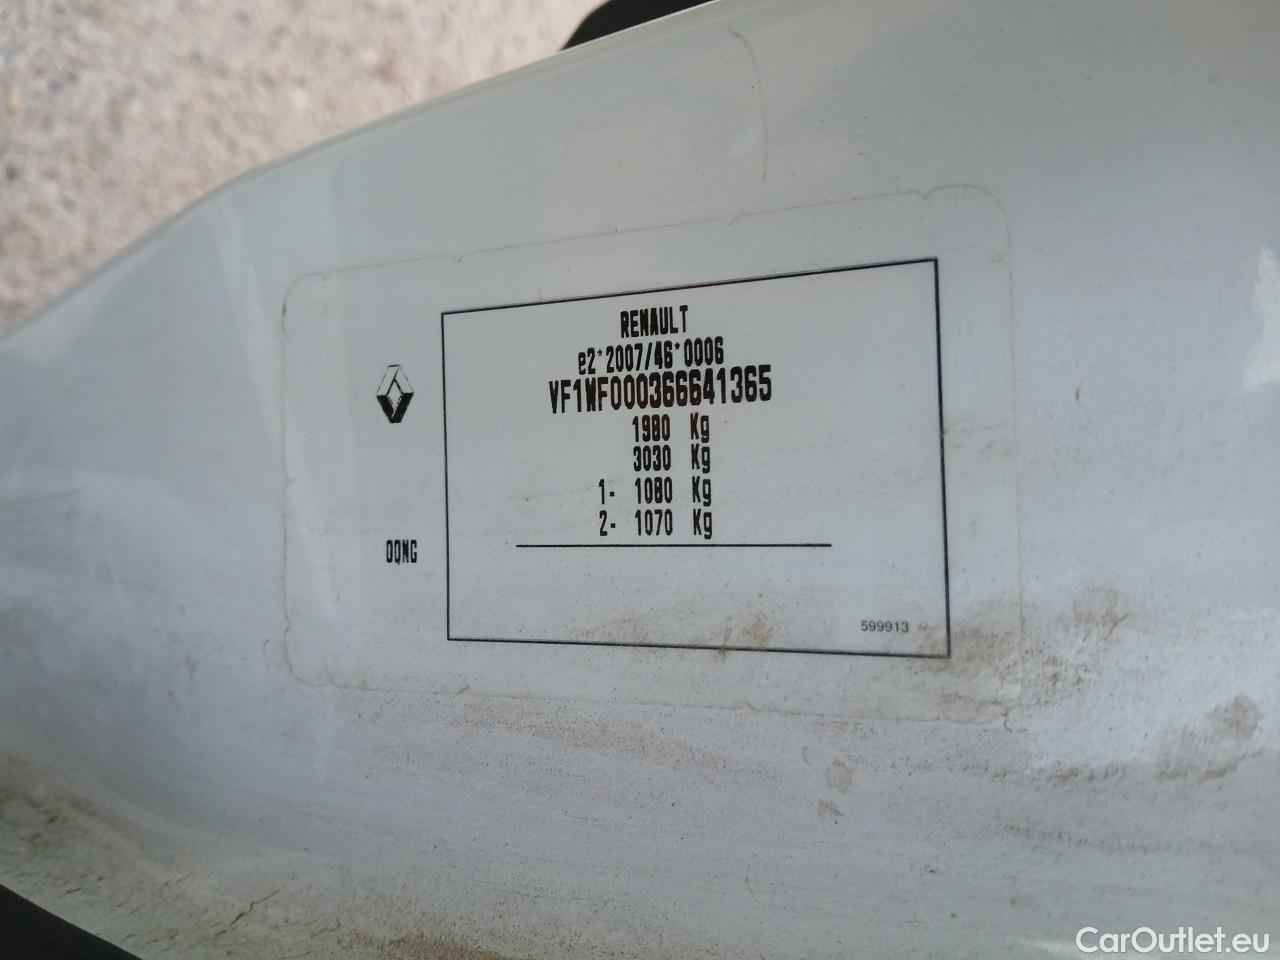 RENAULT
e2*2007/46*0006
VF1WF000366641365
1980 Kg
3030 Kg
1- 1080 Kg
2- 1070 Kg
OQNG
599913
CarOutlet.eu